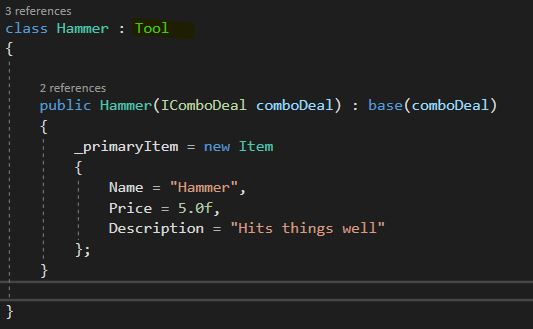 3 references
class Hammer : Tool
{
2 references
public Hammer(IComboDeal comboDeal) : base(comboDeal)
{
_primaryItem = new Item
{
Name = "Hammer",
Price = 5.0f,
Description = "Hits things well"
};
}
}